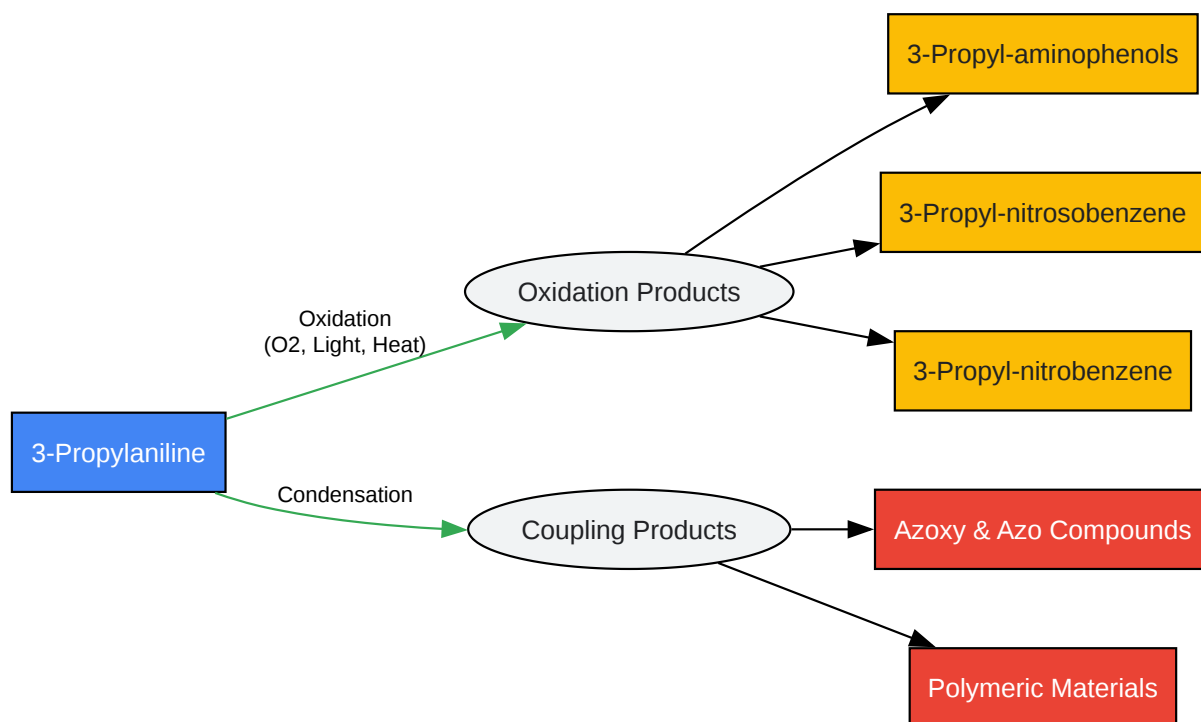 3-Propyl-aminophenols
3-Propyl-nitrosobenzene
Oxidation Products
Oxidation
(O2, Light, Heat)
3-Propyl-nitrobenzene
3-Propylaniline
Condensation
Coupling Products
Azoxy & Azo Compounds
Polymeric Materials